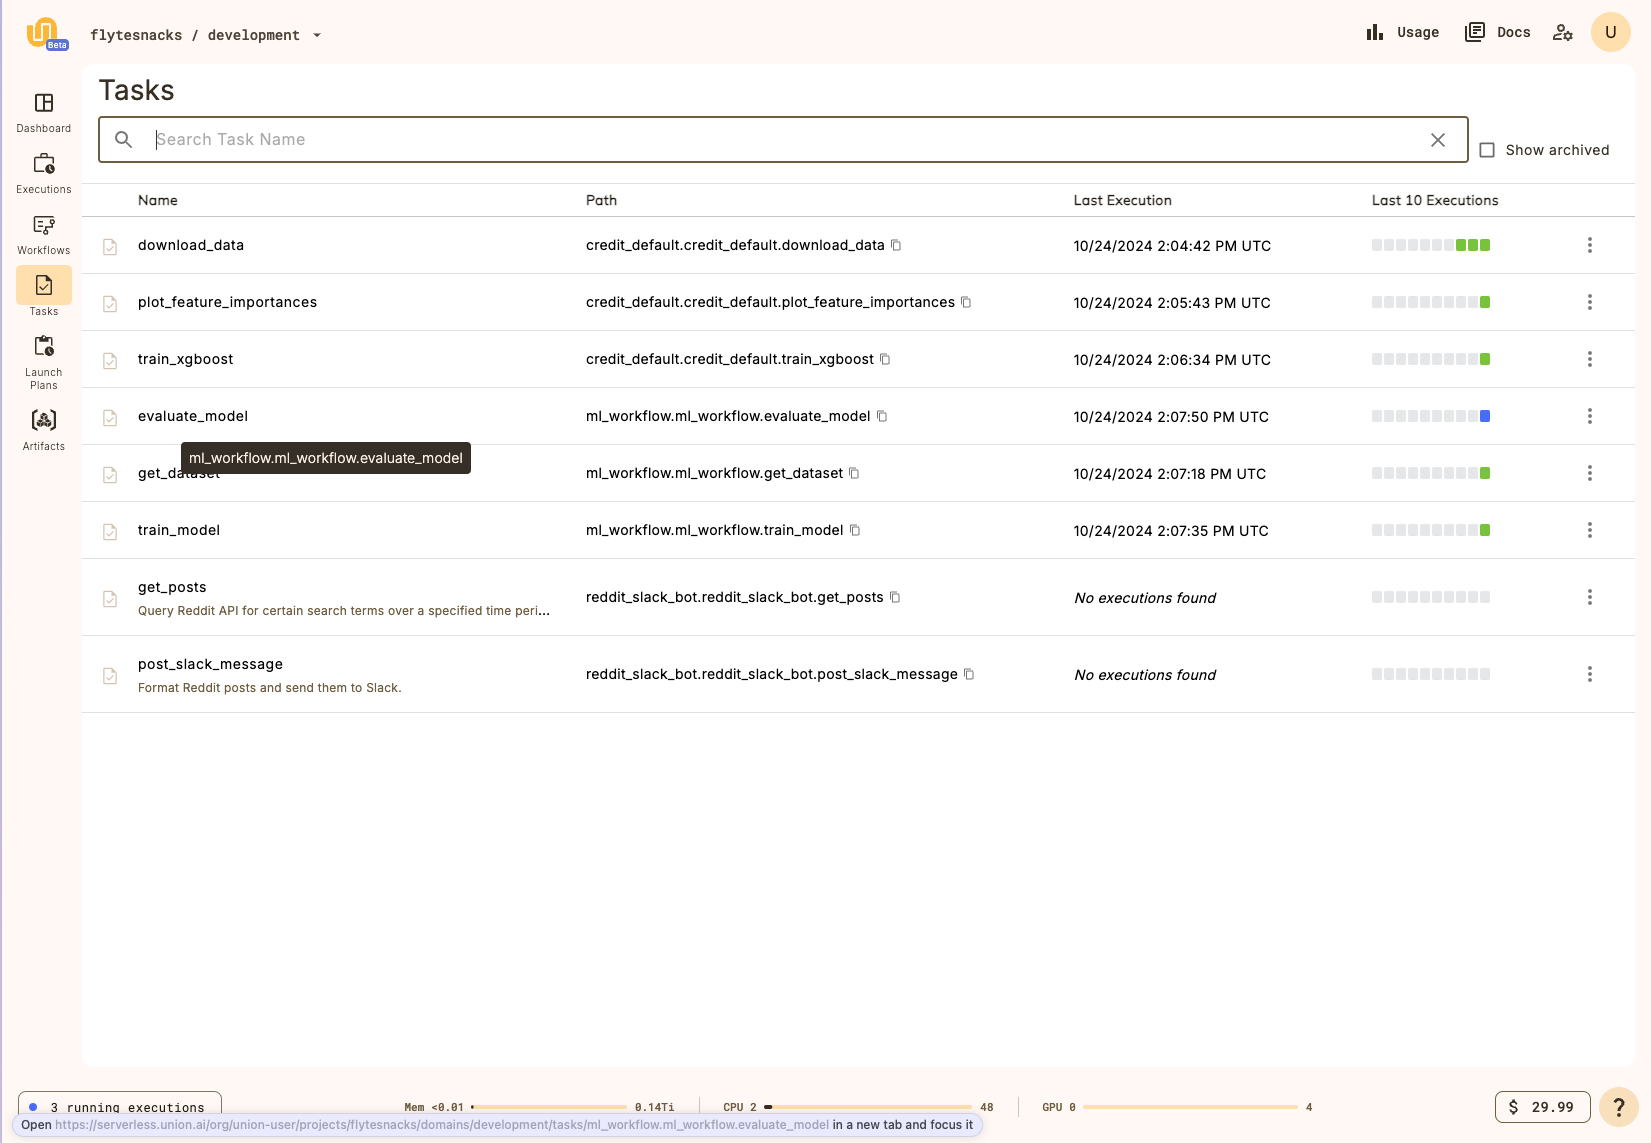 Beta
flytesnacks / development
Usage
Docs
U
Dashboard
Executions
Workflows
Tasks
Launch
Plans
Artifacts
Tasks
Search Task Name
Show archived
Name Path Last Execution Last 10 Executions
download_data credit_default.credit_default.download_data 10/24/2024 2:04:42 PM UTC
plot_feature_importances credit_default.credit_default.plot_feature_importances 10/24/2024 2:05:43 PM UTC
train_xgboost credit_default.credit_default.train_xgboost 10/24/2024 2:06:34 PM UTC
evaluate_model ml_workflow.ml_workflow.evaluate_model 10/24/2024 2:07:50 PM UTC
ml_workflow.ml_workflow.evaluate_model
get_dataset ml_workflow.ml_workflow.get_dataset 10/24/2024 2:07:18 PM UTC
train_model ml_workflow.ml_workflow.train_model 10/24/2024 2:07:35 PM UTC
get_posts
Query Reddit API for certain search terms over a specified time peri...
reddit_slack_bot.reddit_slack_bot.get_posts No executions found
post_slack_message
Format Reddit posts and send them to Slack.
reddit_slack_bot.reddit_slack_bot.post_slack_message No executions found
3 running executions
Mem <0.01 0.14Ti
CPU 2 48
GPU 0 4
$ 29.99
?
Open https://serverless.union.ai/org/union-user/projects/flytesnacks/domains/development/tasks/ml_workflow.ml_workflow.evaluate_model in a new tab and focus it